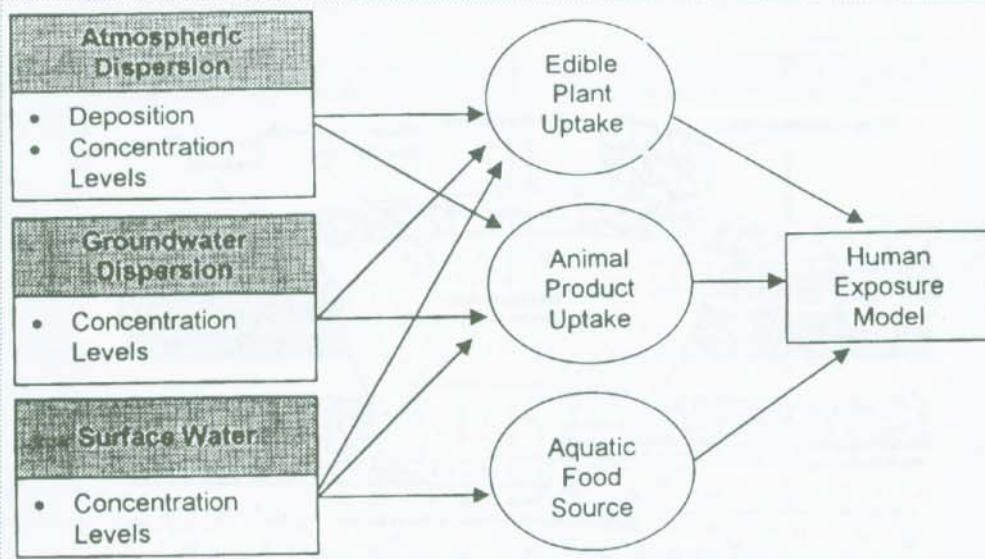 Atmospheric
Dispersion
• Deposition
• Concentration
Levels
Groundwater
Dispersion
• Concentration
Levels
Surface Water
• Concentration
Levels
Edible
Plant
Uptake
Animal
Product
Uptake
Aquatic
Food
Source
Human
Exposure
Model